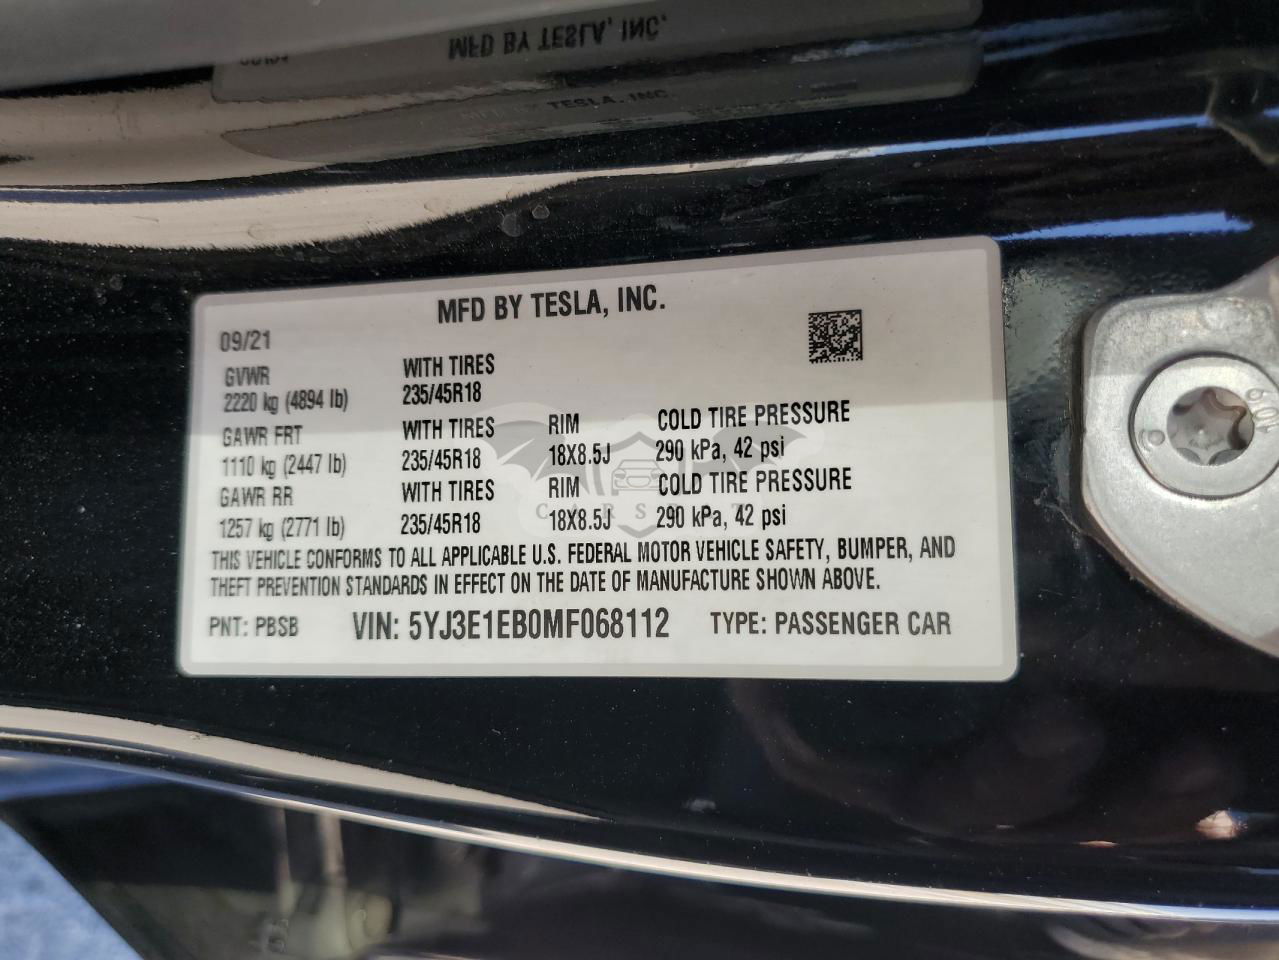 MFD BY TESLA, INC.
TESLA, INC.
MFD BY TESLA, INC.
09/21
GVWR WITH TIRES
2220 kg (4894 lb) 235/45R18
GAWR FRT WITH TIRES RIM COLD TIRE PRESSURE
1110 kg (2447 lb) 235/45R18 18X8.5J 290 kPa, 42 psi
GAWR RR WITH TIRES RIM COLD TIRE PRESSURE
1257 kg (2771 lb) 235/45R18 18X8.5J 290 kPa, 42 psi
THIS VEHICLE CONFORMS TO ALL APPLICABLE U.S. FEDERAL MOTOR VEHICLE SAFETY, BUMPER, AND
THEFT PREVENTION STANDARDS IN EFFECT ON THE DATE OF MANUFACTURE SHOWN ABOVE.
PNT: PBSB VIN: 5YJ3E1EB0MF068112 TYPE: PASSENGER CAR